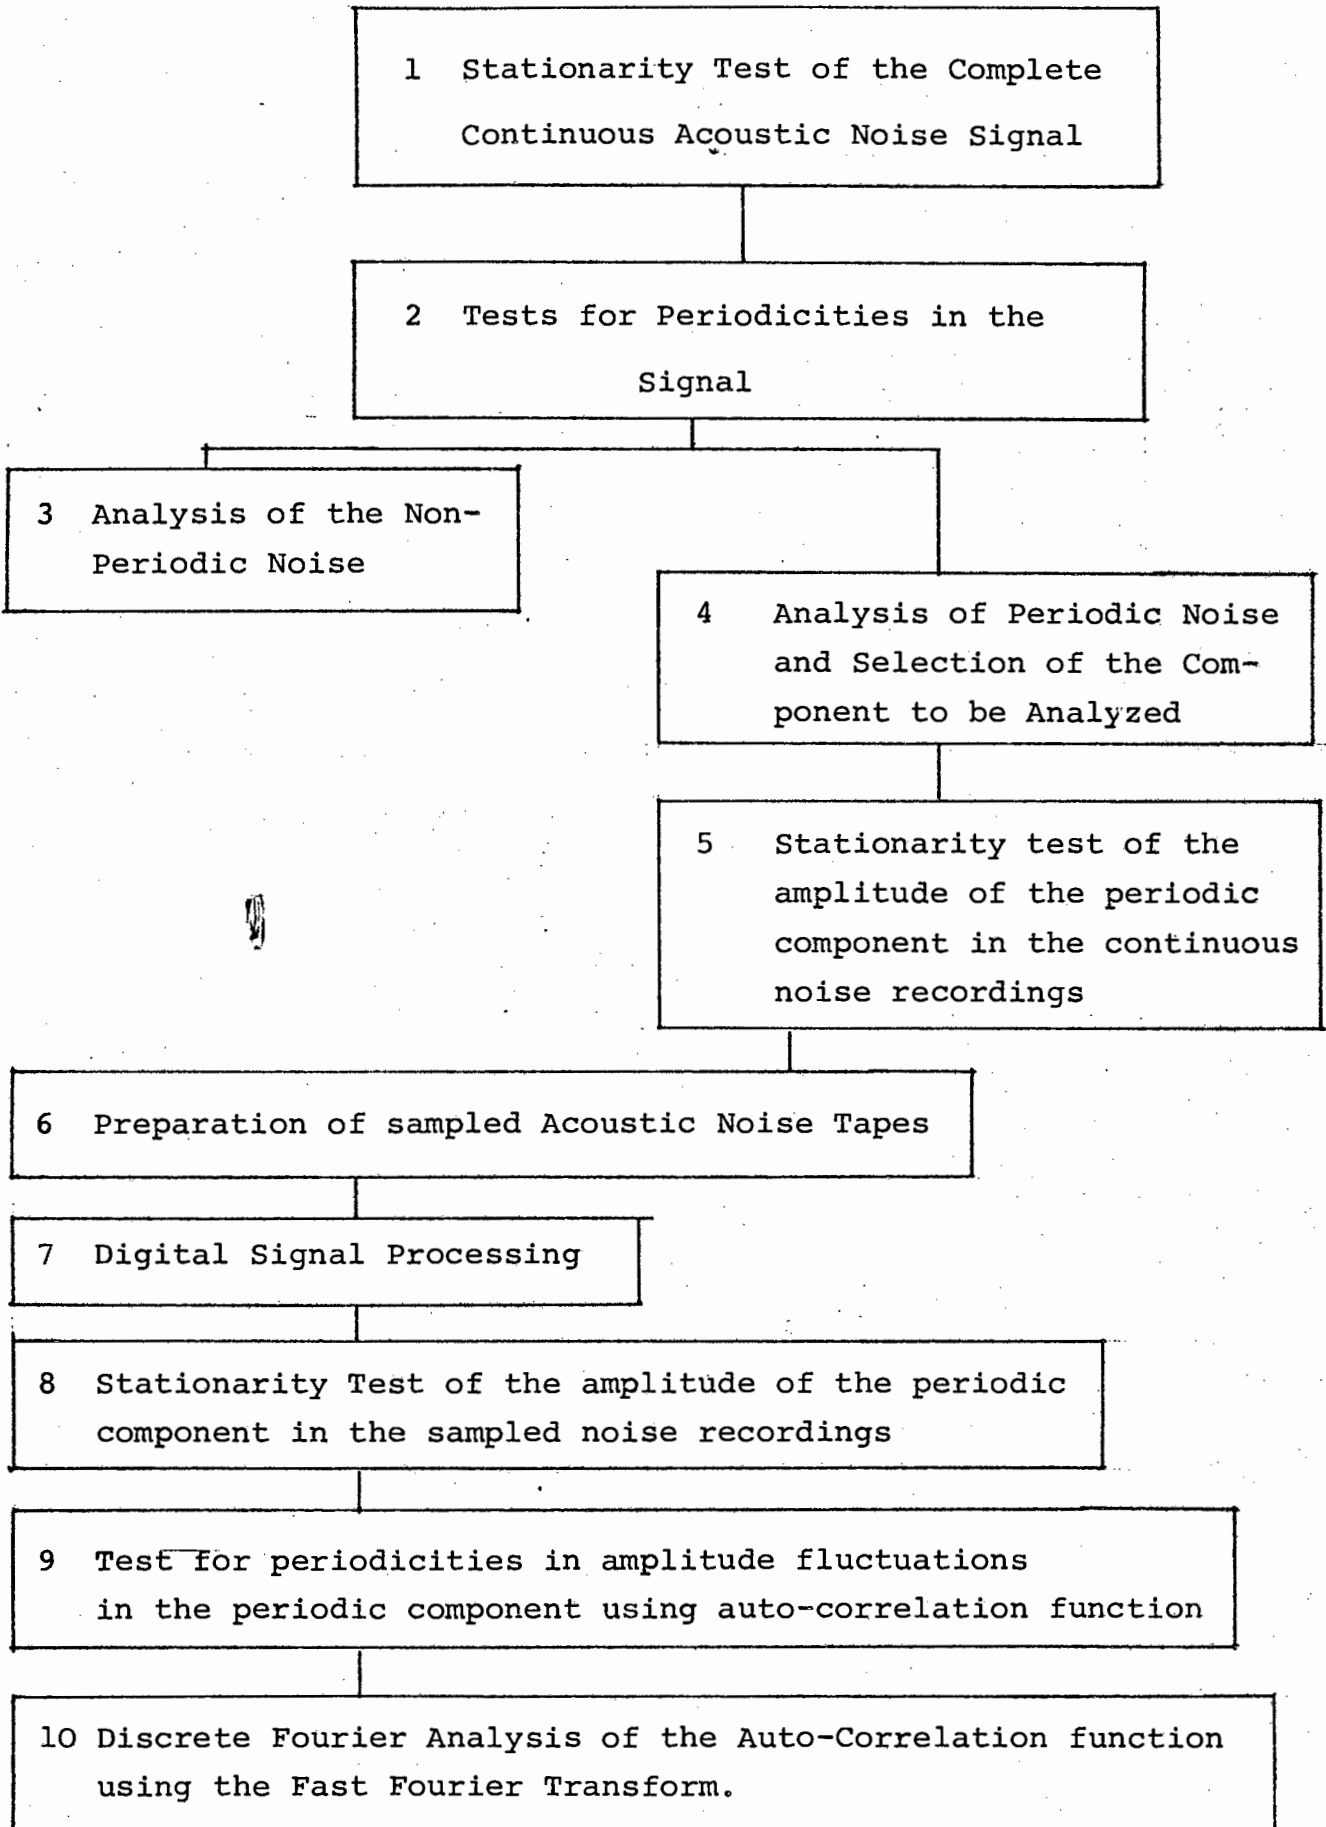 1 Stationarity Test of the Complete
Continuous Acoustic Noise Signal
2 Tests for Periodicities in the
Signal
3 Analysis of the Non-
Periodic Noise
4 Analysis of Periodic Noise
and Selection of the Com-
ponent to be Analyzed
5 Stationarity test of the
amplitude of the periodic
component in the continuous
noise recordings
6 Preparation of sampled Acoustic Noise Tapes
7 Digital Signal Processing
8 Stationarity Test of the amplitude of the periodic
component in the sampled noise recordings
9 Test for periodicities in amplitude fluctuations
in the periodic component using auto-correlation function
10 Discrete Fourier Analysis of the Auto-Correlation function
using the Fast Fourier Transform.